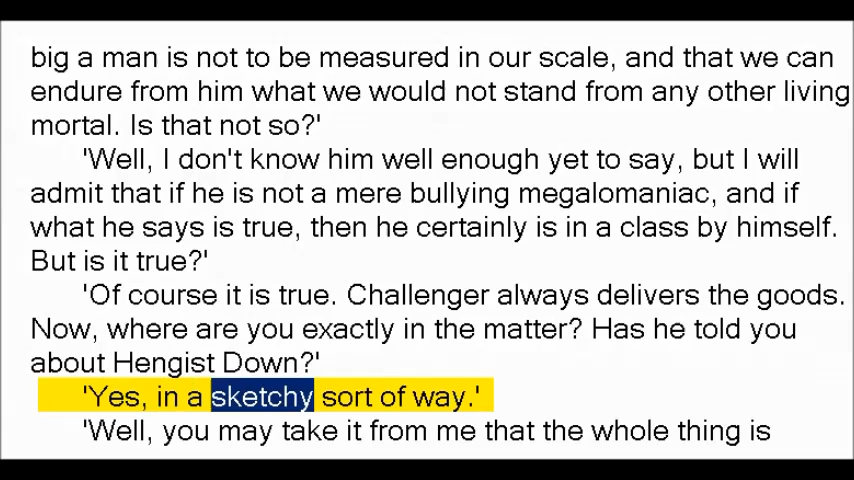 big a man is not to be measured in our scale, and that we can
endure from him what we would not stand from any other living
mortal. Is that not so?'
'Well, I don't know him well enough yet to say, but I will
admit that if he is not a mere bullying megalomaniac, and if
what he says is true, then he certainly is in a class by himself.
But is it true?'
'Of course it is true. Challenger always delivers the goods.
Now, where are you exactly in the matter? Has he told you
about Hengist Down?'
'Yes, in a sketchy sort of way.'
'Well, you may take it from me that the whole thing is